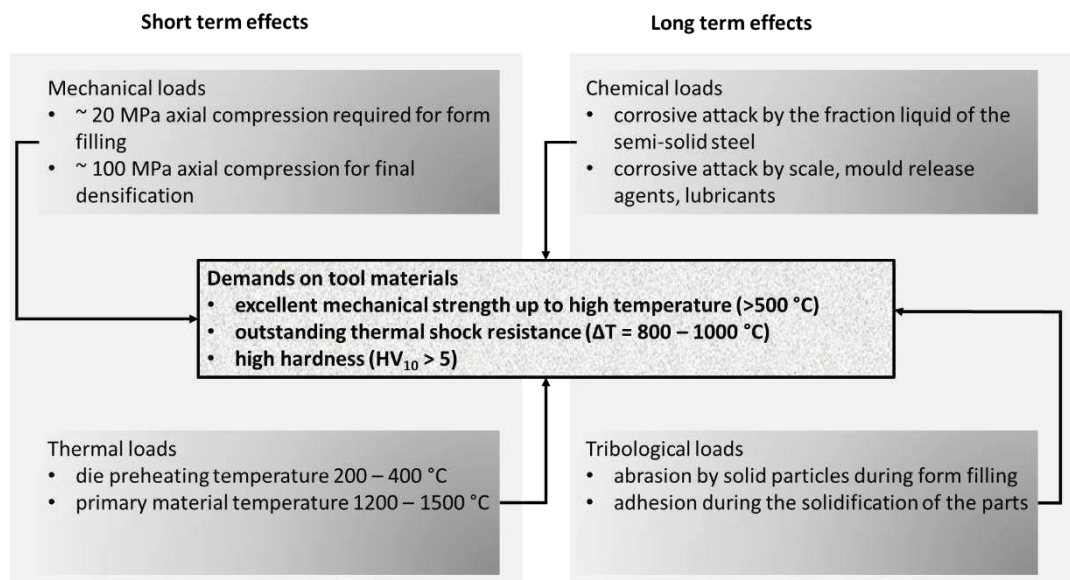 Short term effects
Long term effects
Mechanical loads
• ~ 20 MPa axial compression required for form
filling
• ~ 100 MPa axial compression for final
densification
Chemical loads
• corrosive attack by the fraction liquid of the
semi-solid steel
• corrosive attack by scale, mould release
agents, lubricants
Demands on tool materials
• excellent mechanical strength up to high temperature (>500 °C)
• outstanding thermal shock resistance (ΔT = 800 – 1000 °C)
• high hardness (HV₁₀ > 5)
Thermal loads
• die preheating temperature 200 – 400 °C
• primary material temperature 1200 – 1500 °C
Tribological loads
• abrasion by solid particles during form filling
• adhesion during the solidification of the parts